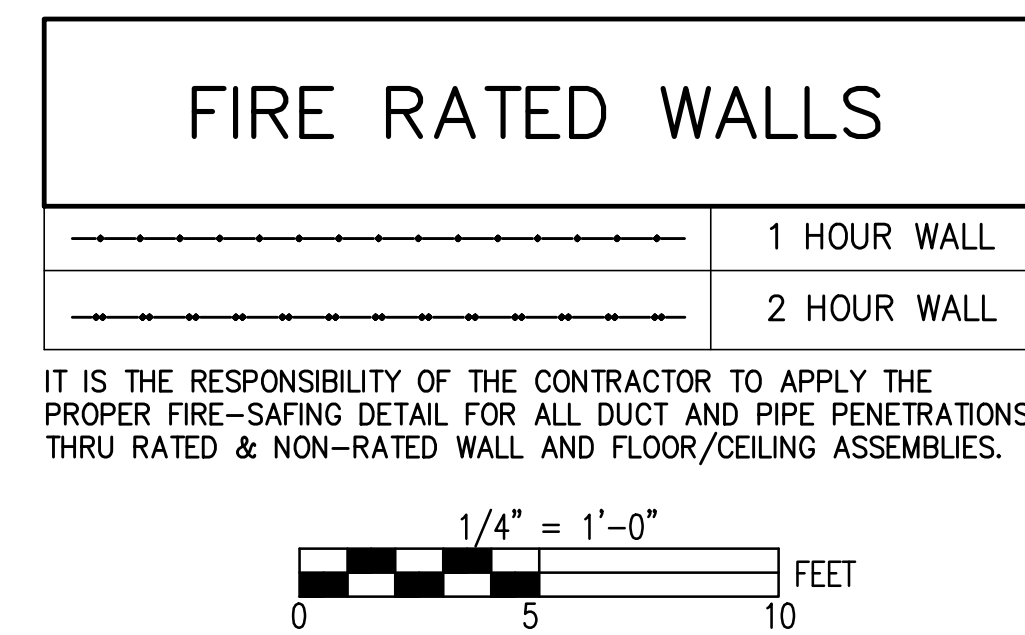 FIRE RATED WALLS
1 HOUR WALL
2 HOUR WALL
IT IS THE RESPONSIBILITY OF THE CONTRACTOR TO APPLY THE
PROPER FIRE-SAFING DETAIL FOR ALL DUCT AND PIPE PENETRATIONS
THRU RATED & NON-RATED WALL AND FLOOR/CEILING ASSEMBLIES.
1/4" = 1'-0"
FEET
0 5 10